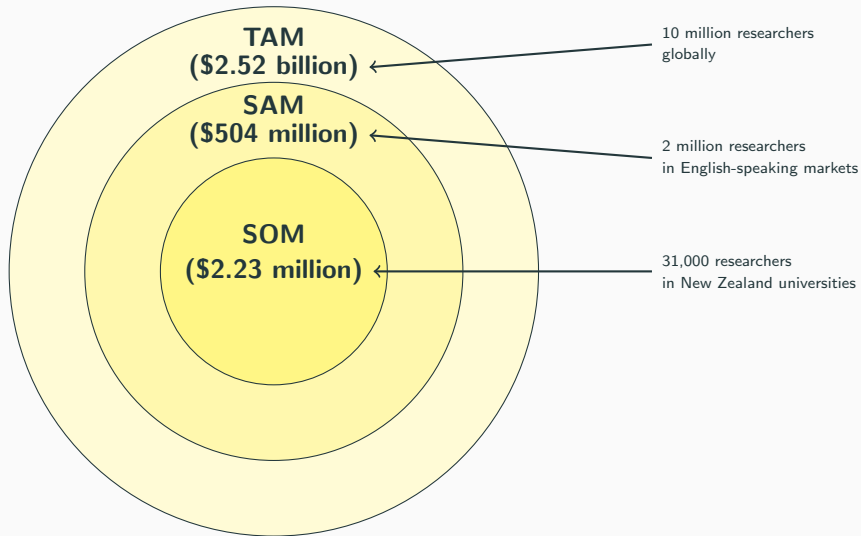 TAM
($2.52 billion)
10 million researchers
globally
SAM
($504 million)
2 million researchers
in English-speaking markets
SOM
($2.23 million)
31,000 researchers
in New Zealand universities